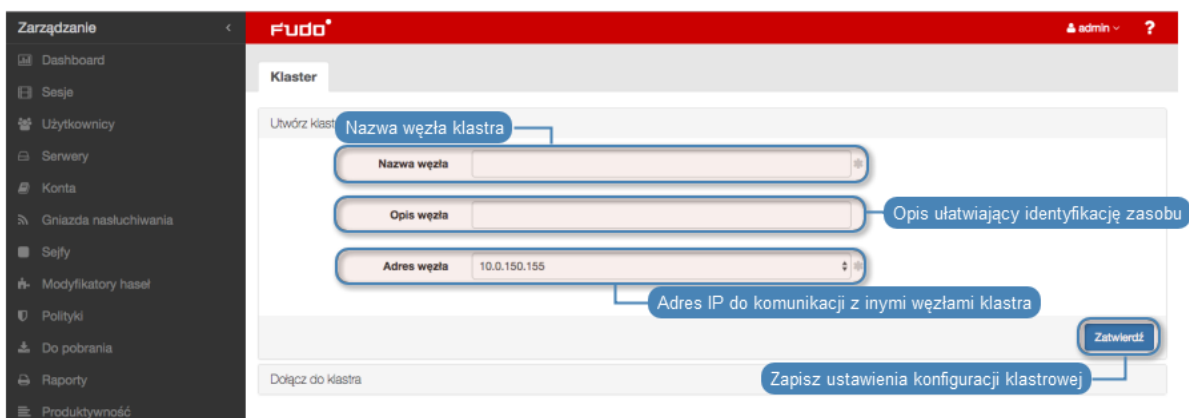 Zarządzanie
Fudo
admin
?
Dashboard
Sesje
Użytkownicy
Serwery
Konta
Gniazda nasłuchiwania
Sejfy
Modyfikatory haseł
Polityki
Do pobrania
Raporty
Produktywność
Klaster
Utwórz klast
Nazwa węzła klastra
Nazwa węzła
Opis węzła
Opis ułatwiający identyfikację zasobu
Adres węzła 10.0.150.155
Adres IP do komunikacji z inymi węzłami klastra
Zatwierdź
Dołącz do klastra
Zapisz ustawienia konfiguracji klastrowej